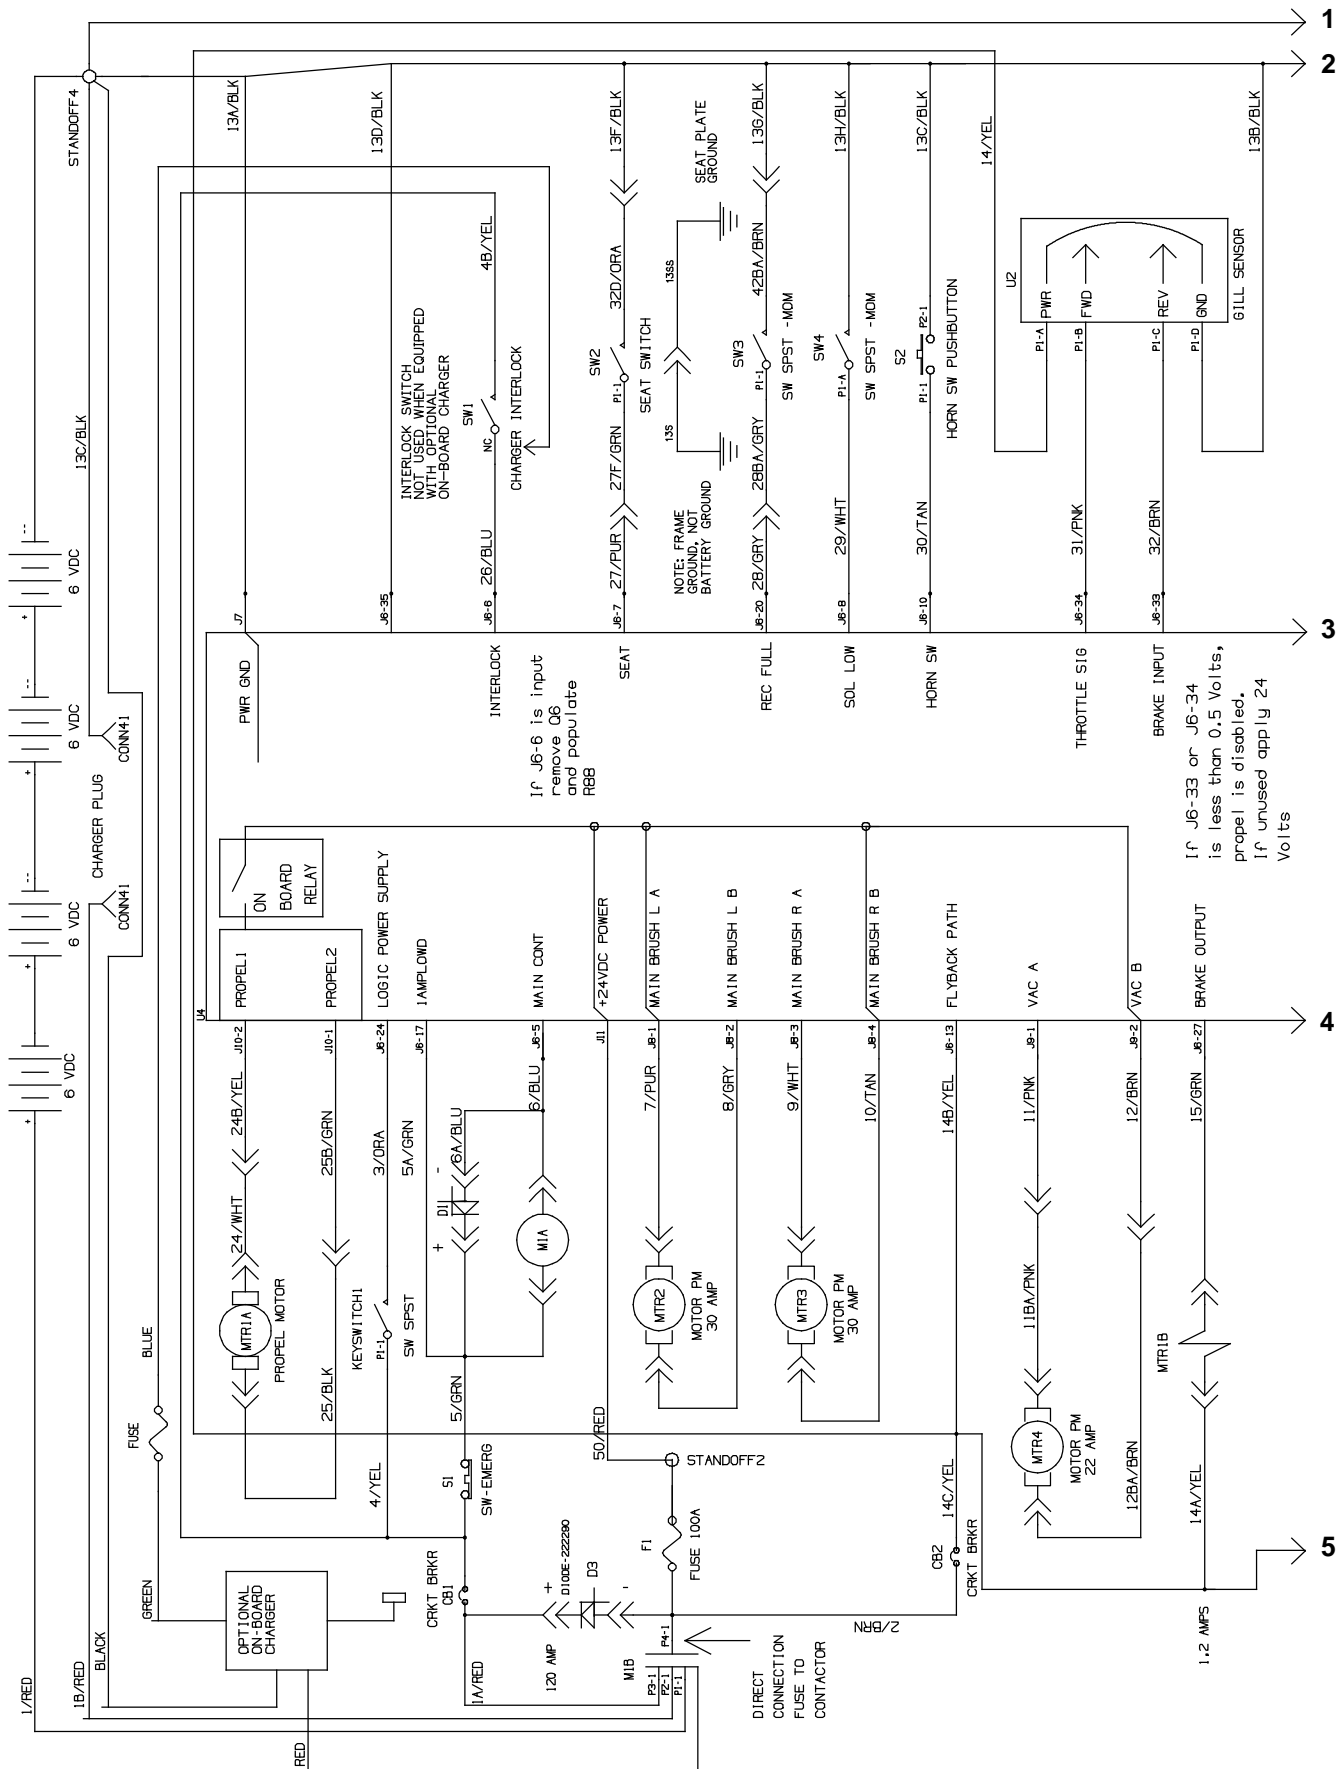 1
2
3
4
5
STANDOFF4
13A/BLK
13D/BLK
13F/BLK
SEAT PLATE
GROUND
13G/BLK
13H/BLK
13C/BLK
14/YEL
13B/BLK
13C/BLK
4B/YEL
INTERLOCK SWITCH
NOT USED WHEN EQUIPPED
WITH OPTIONAL
ON-BOARD CHARGER
SW1
NC
CHARGER INTERLOCK
26/BLU
32D/ORA
SW2
P1-1
SEAT SWITCH
27F/GRN
27/PUR
13SS
13S
NOTE: FRAME
GROUND, NOT
BATTERY GROUND
42BA/BRN
SW3
P1-1
SW SPST -MOM
28BA/GRY
28/GRY
SW4
P1-A
SW SPST -MOM
29/WHT
S2
P2-1
P1-1
HORN SW PUSHBUTTON
30/TAN
U2
PWR
FWD
REV
GND
GILL SENSOR
P1-A
P1-B
P1-C
P1-D
31/PNK
32/BRN
--
6 VDC
+
--
6 VDC
+
--
6 VDC
+
--
6 VDC
+
CONN41
CHARGER PLUG
CONN41
J7
J6-35
J6-6
J6-7
J6-20
J6-8
J6-10
J6-34
J6-33
PWR GND
INTERLOCK
If J6-6 is input
remove Q6
and populate
R88
SEAT
REC FULL
SOL LOW
HORN SW
THROTTLE SIG
BRAKE INPUT
If J6-33 or J6-34
is less than 0.5 Volts,
propel is disabled.
If unused apply 24
Volts
ON
BOARD
RELAY
U4
PROPEL1
PROPEL2
LOGIC POWER SUPPLY
1AMPLOWD
MAIN CONT
+24VDC POWER
MAIN BRUSH L A
MAIN BRUSH L B
MAIN BRUSH R A
MAIN BRUSH R B
FLYBACK PATH
VAC A
VAC B
BRAKE OUTPUT
J10-2
J10-1
J6-24
J6-17
J6-5
J11
J8-1
J8-2
J8-3
J8-4
J6-13
J9-1
J9-2
J6-27
24B/YEL
25B/GRN
3/ORA
5A/GRN
6A/BLU
6/BLU
7/PUR
8/GRY
9/WHT
10/TAN
14B/YEL
11/PNK
12/BRN
15/GRN
24/WHT
MTR1A
PROPEL MOTOR
25/BLK
KEYSWITCH1
P1-1
SW SPST
-
D11
+
M1A
MTR2
MOTOR PM
30 AMP
MTR3
MOTOR PM
30 AMP
11BA/PNK
MTR4
MOTOR PM
22 AMP
12BA/BRN
MTR1B
14A/YEL
BLUE
FUSE
GREEN
4/YEL
5/GRN
S1
SW-EMERG
50/RED
STANDOFF2
F1
FUSE 100A
14C/YEL
CB2
CRKT BRKR
OPTIONAL
ON-BOARD
CHARGER
CRKT BRKR
CB1
DIODE-222290
+
D3
-
120 AMP
2/BRN
1.2 AMPS
BLACK
1/RED
1B/RED
RED
1A/RED
M1B
P3-1
P2-1
P1-1
P4-1
DIRECT
CONNECTION
FUSE TO
CONTACTOR